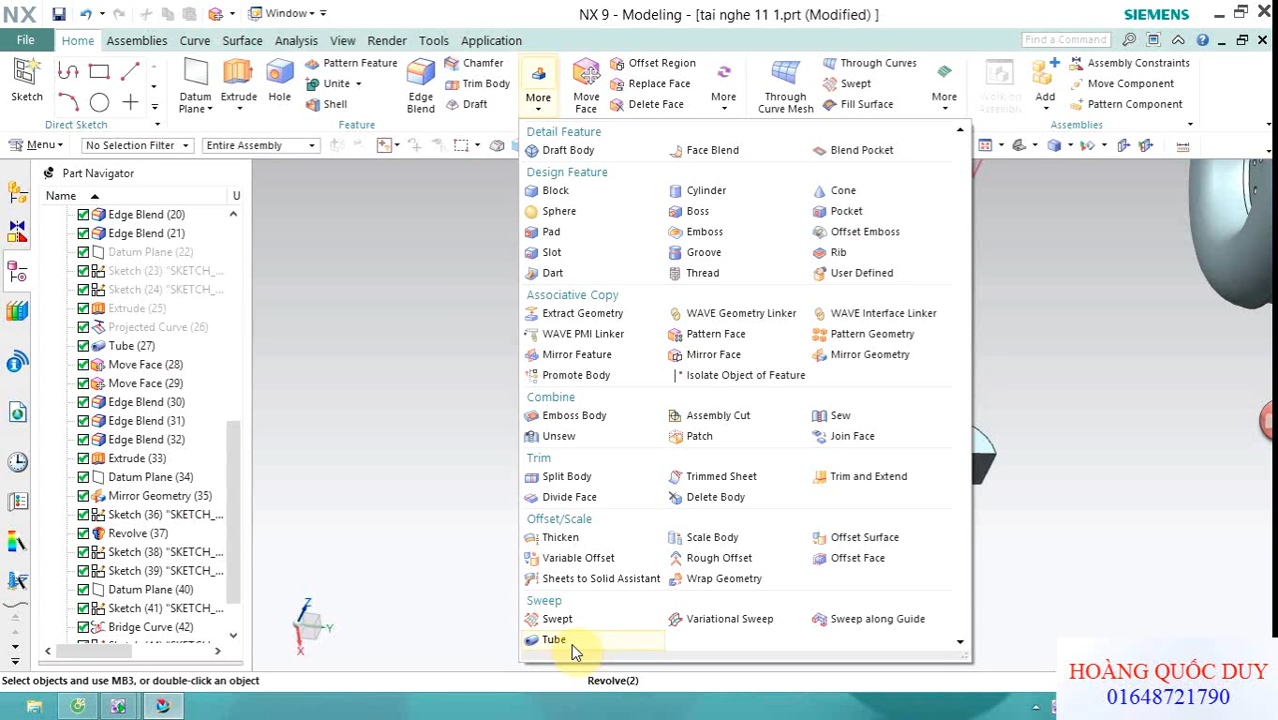 NX Window NX 9 - Modeling - [tai nghe 11 1.prt (Modified) ] SIEMENS
File Home Assemblies Curve Surface Analysis View Render Tools Application Find a Command
Sketch Direct Sketch
Datum Plane Extrude Hole Pattern Feature Unite Shell Edge Blend Chamfer Trim Body Draft More Feature
Move Face Offset Region Replace Face Delete Face More
Through Curve Mesh Through Curves Swept Fill Surface More
Add Assembly Constraints Move Component Pattern Component Assemblies
Menu No Selection Filter Entire Assembly
Part Navigator
Name U
Edge Blend (20)
Edge Blend (21)
Datum Plane (22)
Sketch (23) "SKETCH_...
Sketch (24) "SKETCH_...
Extrude (25)
Projected Curve (26)
Tube (27)
Move Face (28)
Move Face (29)
Edge Blend (30)
Edge Blend (31)
Edge Blend (32)
Extrude (33)
Datum Plane (34)
Mirror Geometry (35)
Sketch (36) "SKETCH_...
Revolve (37)
Sketch (38) "SKETCH_...
Sketch (39) "SKETCH_...
Datum Plane (40)
Sketch (41) "SKETCH_...
Bridge Curve (42)
Detail Feature
Draft Body Face Blend Blend Pocket
Design Feature
Block Cylinder Cone
Sphere Boss Pocket
Pad Emboss Offset Emboss
Slot Groove Rib
Dart Thread User Defined
Associative Copy
Extract Geometry WAVE Geometry Linker WAVE Interface Linker
WAVE PMI Linker Pattern Face Pattern Geometry
Mirror Feature Mirror Face Mirror Geometry
Promote Body Isolate Object of Feature
Combine
Emboss Body Assembly Cut Sew
Unsew Patch Join Face
Trim
Split Body Trimmed Sheet Trim and Extend
Divide Face Delete Body
Offset/Scale
Thicken Scale Body Offset Surface
Variable Offset Rough Offset Offset Face
Sheets to Solid Assistant Wrap Geometry
Sweep
Swept Variational Sweep Sweep along Guide
Tube
Z
Y
X
Select objects and use MB3, or double-click an object Revolve(2)
HOÀNG QUỐC DUY
01648721790